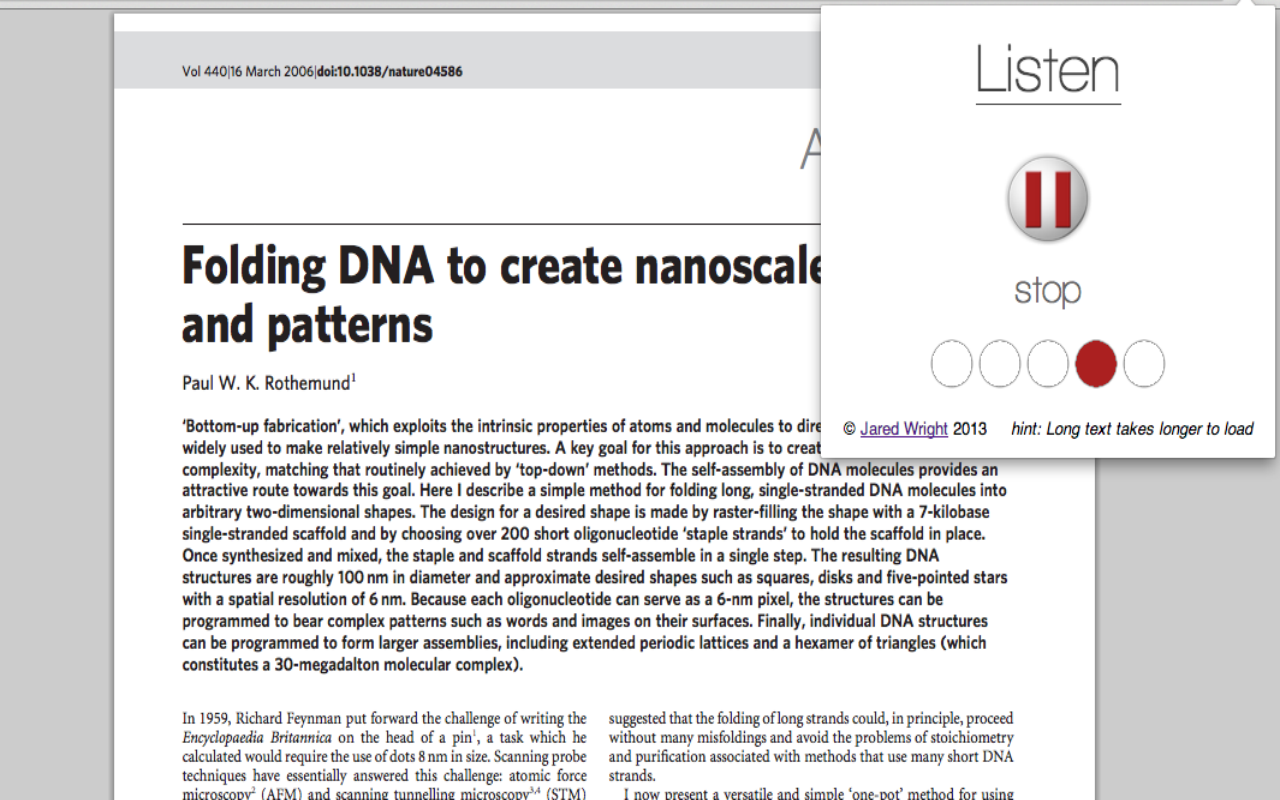 Vol 440|16 March 2006|doi:10.1038/nature04586
A
Folding DNA to create nanoscale
and patterns
Paul W. K. Rothemund1
'Bottom-up fabrication', which exploits the intrinsic properties of atoms and molecules to dire
widely used to make relatively simple nanostructures. A key goal for this approach is to creat
complexity, matching that routinely achieved by 'top-down' methods. The self-assembly of DNA molecules provides an
attractive route towards this goal. Here I describe a simple method for folding long, single-stranded DNA molecules into
arbitrary two-dimensional shapes. The design for a desired shape is made by raster-filling the shape with a 7-kilobase
single-stranded scaffold and by choosing over 200 short oligonucleotide 'staple strands' to hold the scaffold in place.
Once synthesized and mixed, the staple and scaffold strands self-assemble in a single step. The resulting DNA
structures are roughly 100 nm in diameter and approximate desired shapes such as squares, disks and five-pointed stars
with a spatial resolution of 6 nm. Because each oligonucleotide can serve as a 6-nm pixel, the structures can be
programmed to bear complex patterns such as words and images on their surfaces. Finally, individual DNA structures
can be programmed to form larger assemblies, including extended periodic lattices and a hexamer of triangles (which
constitutes a 30-megadalton molecular complex).
In 1959, Richard Feynman put forward the challenge of writing the
Encyclopaedia Britannica on the head of a pin1, a task which he
calculated would require the use of dots 8 nm in size. Scanning probe
techniques have essentially answered this challenge: atomic force
microscopy2 (AFM) and scanning tunnelling microscopy3,4 (STM)
suggested that the folding of long strands could, in principle, proceed
without many misfoldings and avoid the problems of stoichiometry
and purification associated with methods that use many short DNA
strands.
I now present a versatile and simple 'one-pot' method for using
Listen
stop
© Jared Wright 2013 hint: Long text takes longer to load